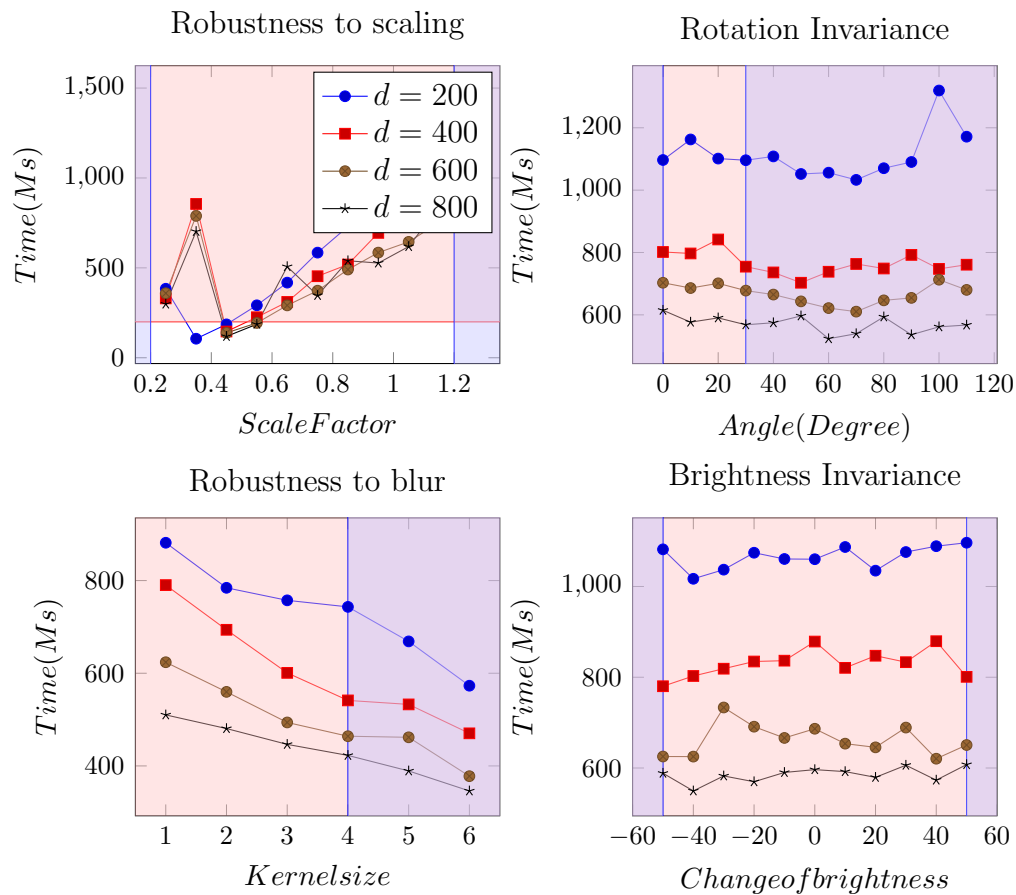 Robustness to scaling
Time(Ms)
1,500
1,000
500
0
0.2 0.4 0.6 0.8 1 1.2
ScaleFactor
d = 200
d = 400
d = 600
d = 800
Rotation Invariance
Time(Ms)
1,200
1,000
800
600
0 20 40 60 80 100 120
Angle(Degree)
Robustness to blur
Time(Ms)
800
600
400
1 2 3 4 5 6
Kernelsize
Brightness Invariance
Time(Ms)
1,000
800
600
−60 −40 −20 0 20 40 60
Changeofbrightness